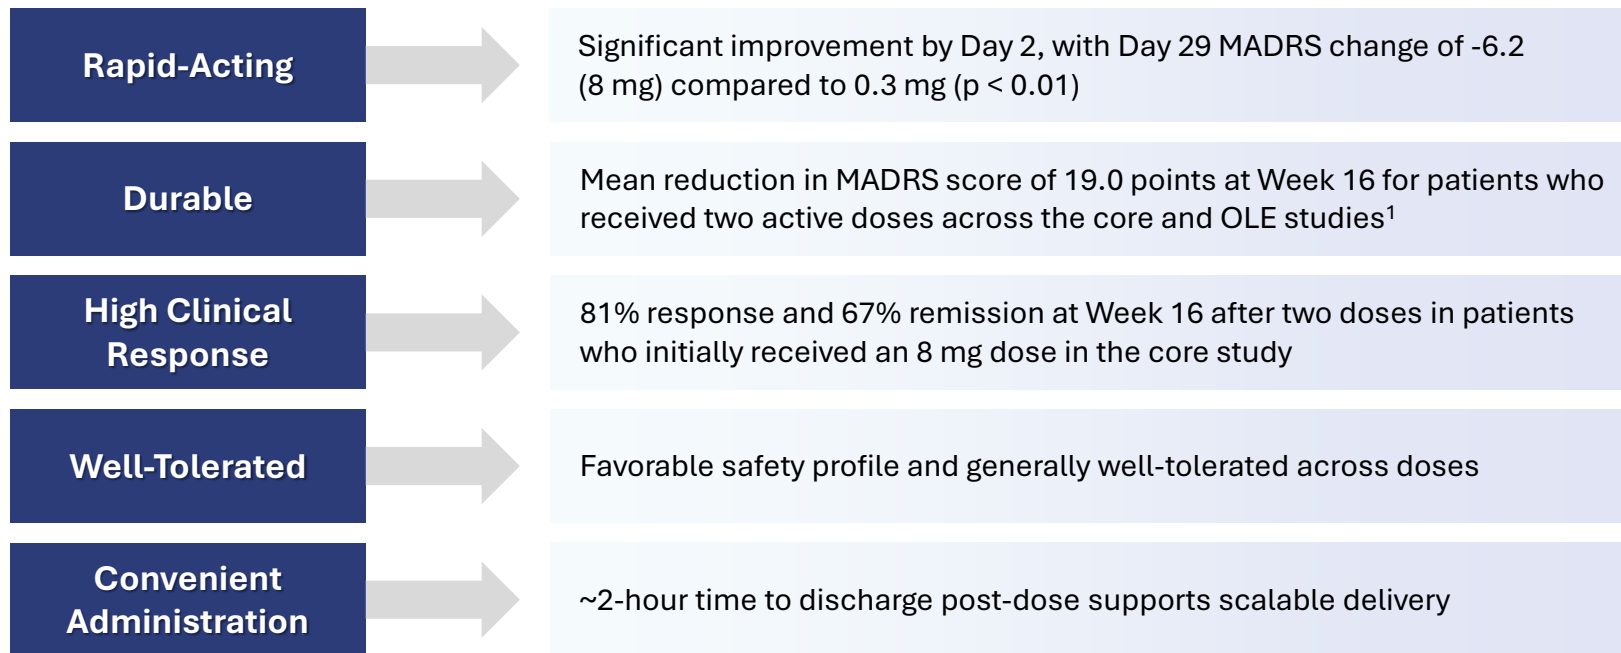 Rapid-Acting
Significant improvement by Day 2, with Day 29 MADRS change of -6.2
(8 mg) compared to 0.3 mg (p < 0.01)
Durable
Mean reduction in MADRS score of 19.0 points at Week 16 for patients who
received two active doses across the core and OLE studies¹
High Clinical
Response
81% response and 67% remission at Week 16 after two doses in patients
who initially received an 8 mg dose in the core study
Well-Tolerated
Favorable safety profile and generally well-tolerated across doses
Convenient
Administration
~2-hour time to discharge post-dose supports scalable delivery